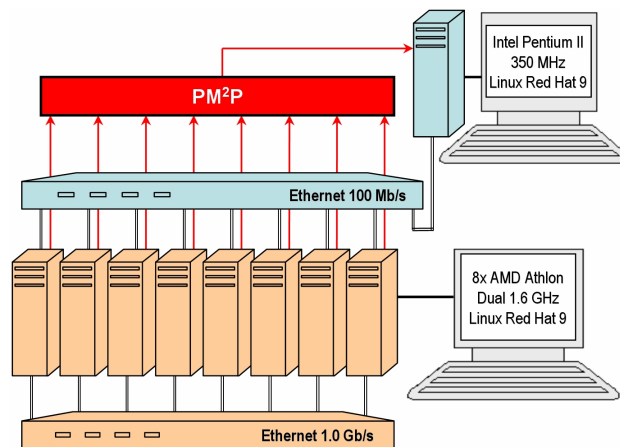 Intel Pentium II
350 MHz
Linux Red Hat 9
PM²P
Ethernet 100 Mb/s
8x AMD Athlon
Dual 1.6 GHz
Linux Red Hat 9
Ethernet 1.0 Gb/s